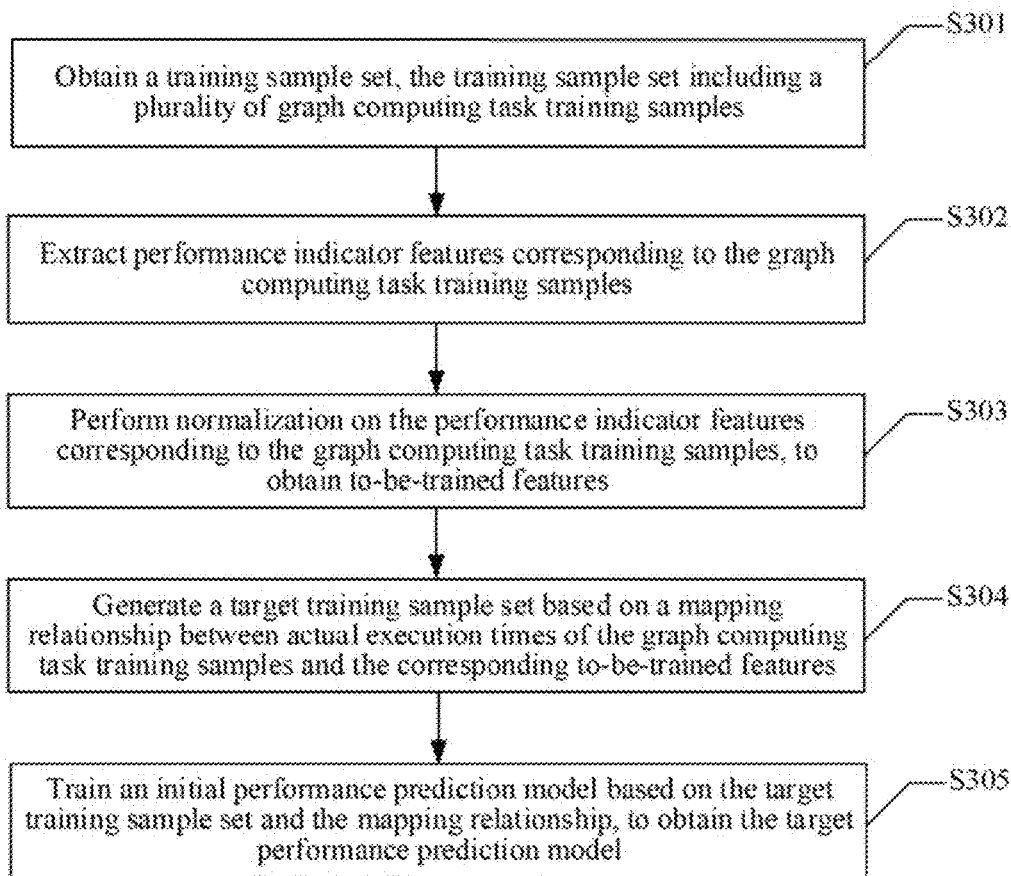 S301
Obtain a training sample set, the training sample set including a
plurality of graph computing task training samples
S302
Extract performance indicator features corresponding to the graph
computing task training samples
S303
Perform normalization on the performance indicator features
corresponding to the graph computing task training samples, to
obtain to-be-trained features
S304
Generate a target training sample set based on a mapping
relationship between actual execution times of the graph computing
task training samples and the corresponding to-be-trained features
S305
Train an initial performance prediction model based on the target
training sample set and the mapping relationship, to obtain the target
performance prediction model